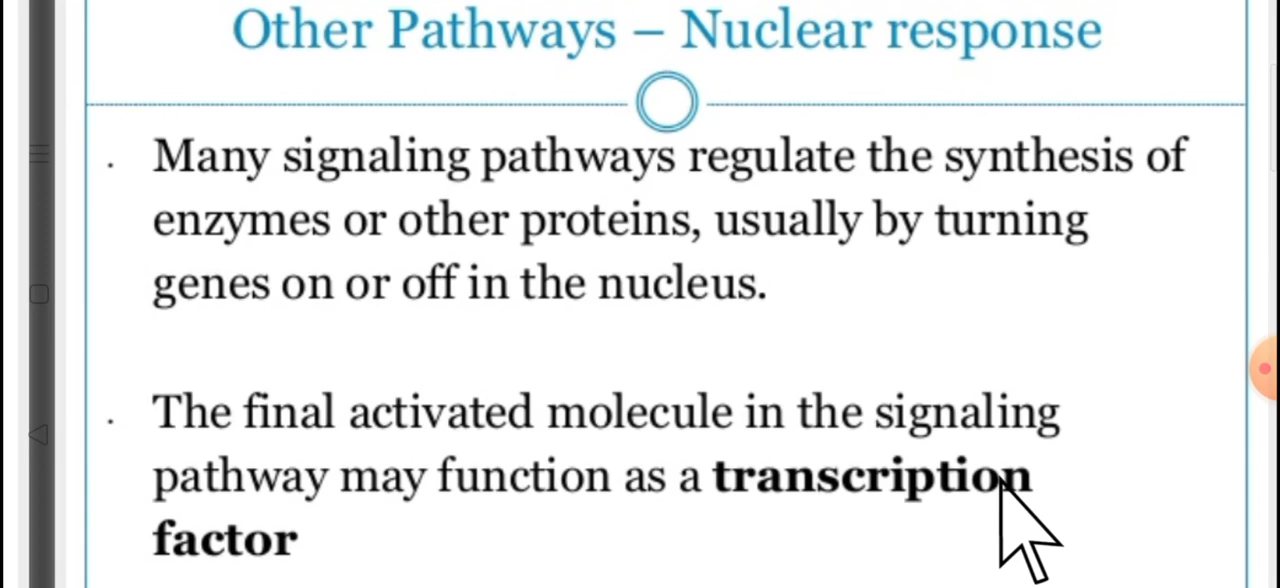 Other Pathways – Nuclear response
. Many signaling pathways regulate the synthesis of
enzymes or other proteins, usually by turning
genes on or off in the nucleus.
. The final activated molecule in the signaling
pathway may function as a transcription
factor